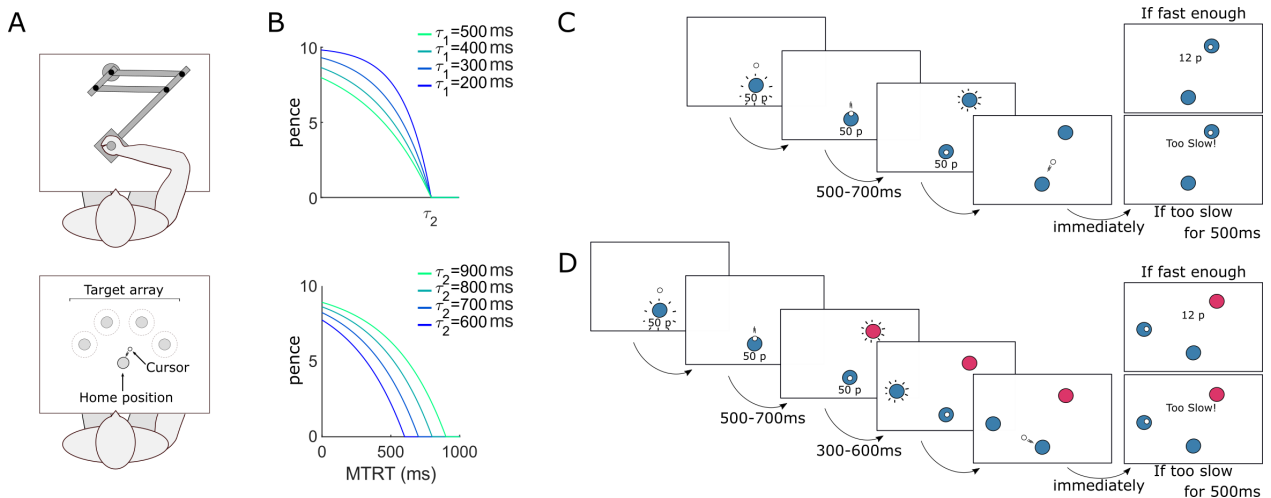 A
Target array
Cursor
Home position
B
τ1=500 ms
τ1=400 ms
τ1=300 ms
τ1=200 ms
10
5
0
pence
τ2
τ2=900 ms
τ2=800 ms
τ2=700 ms
τ2=600 ms
10
5
0
pence
0
500
1000
MTRT (ms)
C
50 p
50 p
500-700ms
50 p
immediately
If fast enough
12 p
Too Slow!
If too slow
for 500ms
D
50 p
50 p
500-700ms
50 p
300-600ms
immediately
If fast enough
12 p
Too Slow!
If too slow
for 500ms